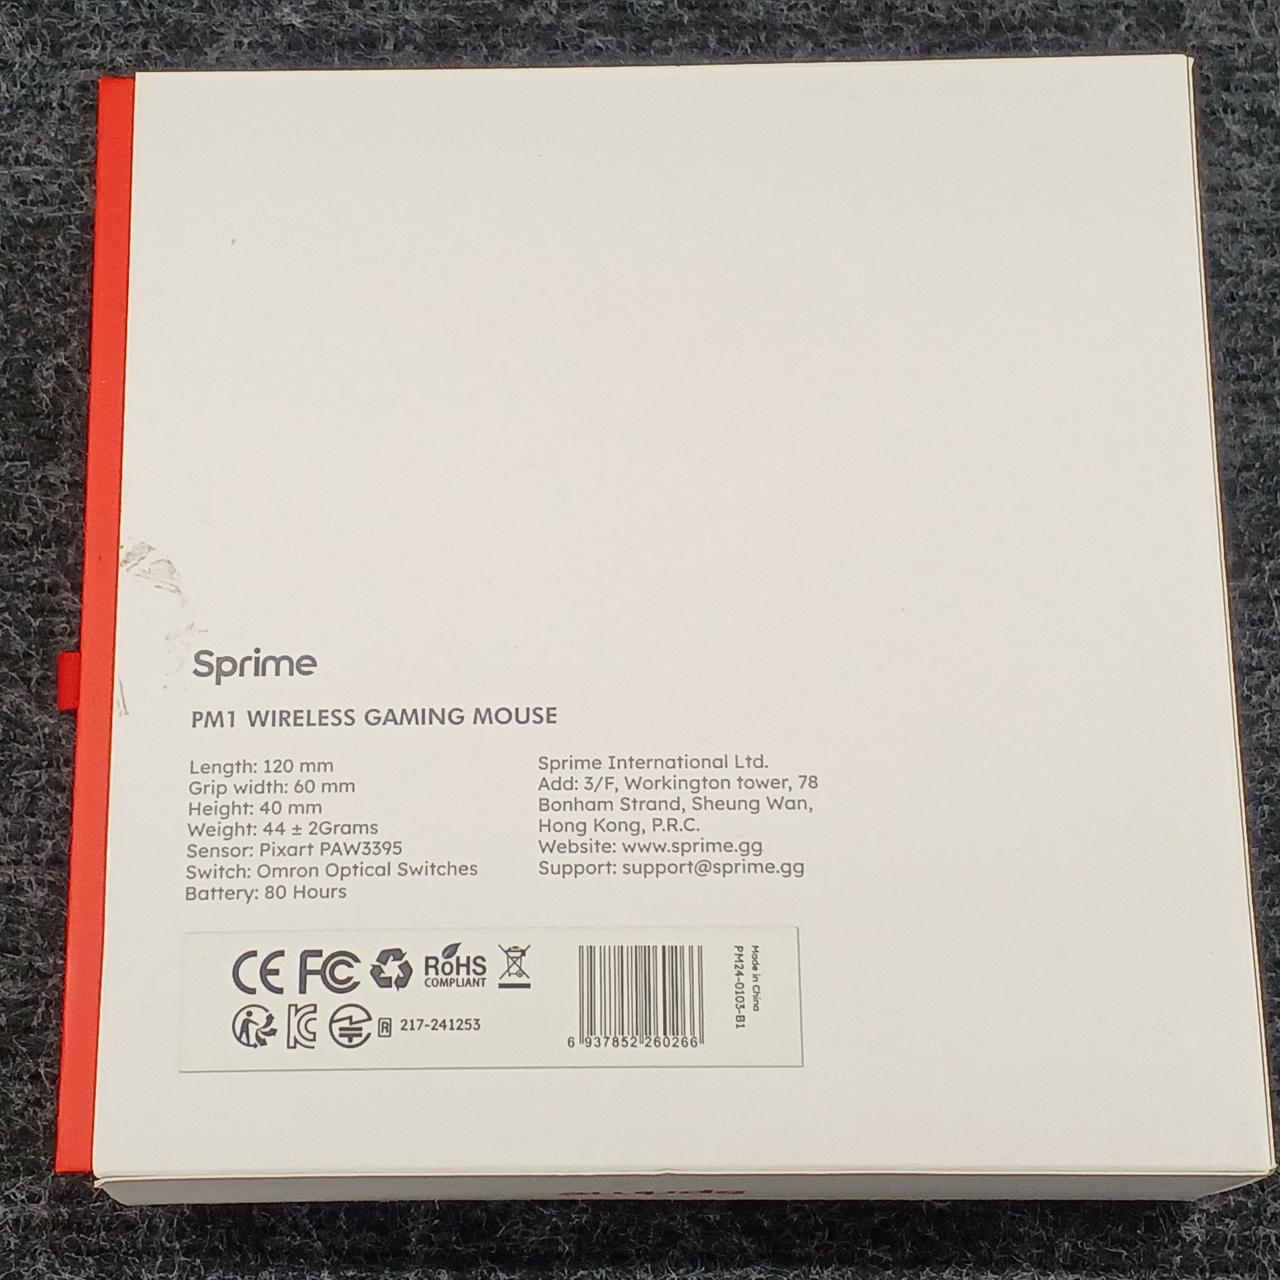 Sprime
PM1 WIRELESS GAMING MOUSE
Length: 120 mm
Grip width: 60 mm
Height: 40 mm
Weight: 44 ± 2Grams
Sensor: Pixart PAW3395
Switch: Omron Optical Switches
Battery: 80 Hours
Sprime International Ltd.
Add: 3/F, Workington tower, 78
Bonham Strand, Sheung Wan,
Hong Kong, P.R.C.
Website: www.sprime.gg
Support: support@sprime.gg
CE FC RoHS
COMPLIANT
KC R 217-241253
6 937852 260266
Made in China
PM24-0103-B1